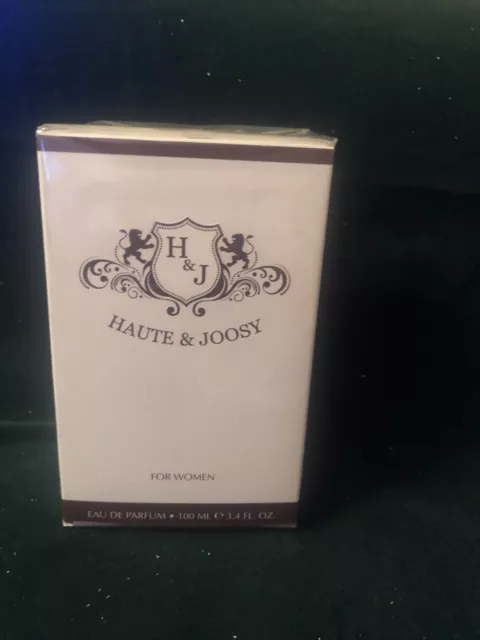 H
&
J
HAUTE & JOOSY
FOR WOMEN
EAU DE PARFUM • 100 ML ℮ 3.4 FL. OZ.